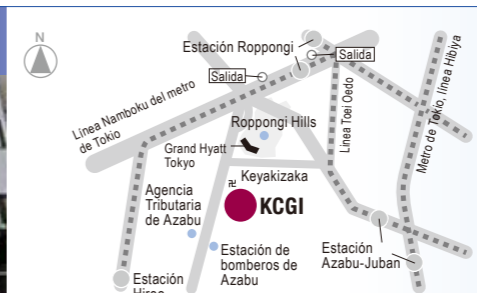 N
Estación Roppongi
Salida
Salida
Línea Namboku del metro
de Tokio
Roppongi Hills
Grand Hyatt
Tokyo
Línea Toei Oedo
Metro de Tokio, línea Hibiya
Keyakizaka
卍
KCGI
Agencia
Tributaria
de Azabu
Estación de
bomberos de
Azabu
Estación
Azabu-Juban
Estación